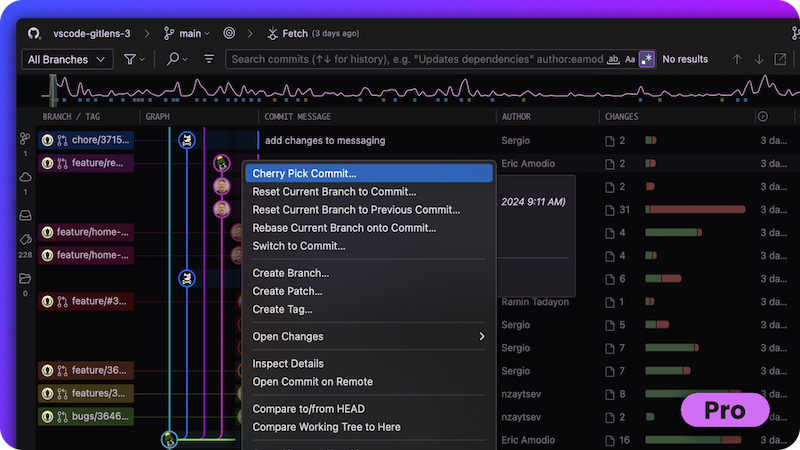 vscode-gitlens-3 main Fetch (3 days ago)
All Branches Search commits (↑↓ for history), e.g. "Updates dependencies" author:eamod ab Aa .* No results
BRANCH / TAG GRAPH COMMIT MESSAGE AUTHOR CHANGES
chore/3715... add changes to messaging Sergio 2 3 da...
1
feature/re... Eric Amodio 2 3 da...
Cherry Pick Commit...
2 3 da...
1
Reset Current Branch to Commit...
2024 9:11 AM)
Reset Current Branch to Previous Commit...
31 3 da...
Rebase Current Branch onto Commit...
feature/home-... 4 3 da...
Switch to Commit...
228
feature/home-... 4 3 da...
Create Branch...
6 3 da...
0
Create Patch...
feature/#3... Ramin Tadayon 1 3 da...
Create Tag...
Sergio 5 3 da...
Open Changes
Sergio 7 3 da...
Inspect Details
feature/36... Sergio 7 3 da...
Open Commit on Remote
features/3... nzaytsev 8 3 da...
Compare to/from HEAD
Pro
bugs/3646... nzaytsev 2 3 da...
Compare Working Tree to Here
Eric Amodio 16 3 da...